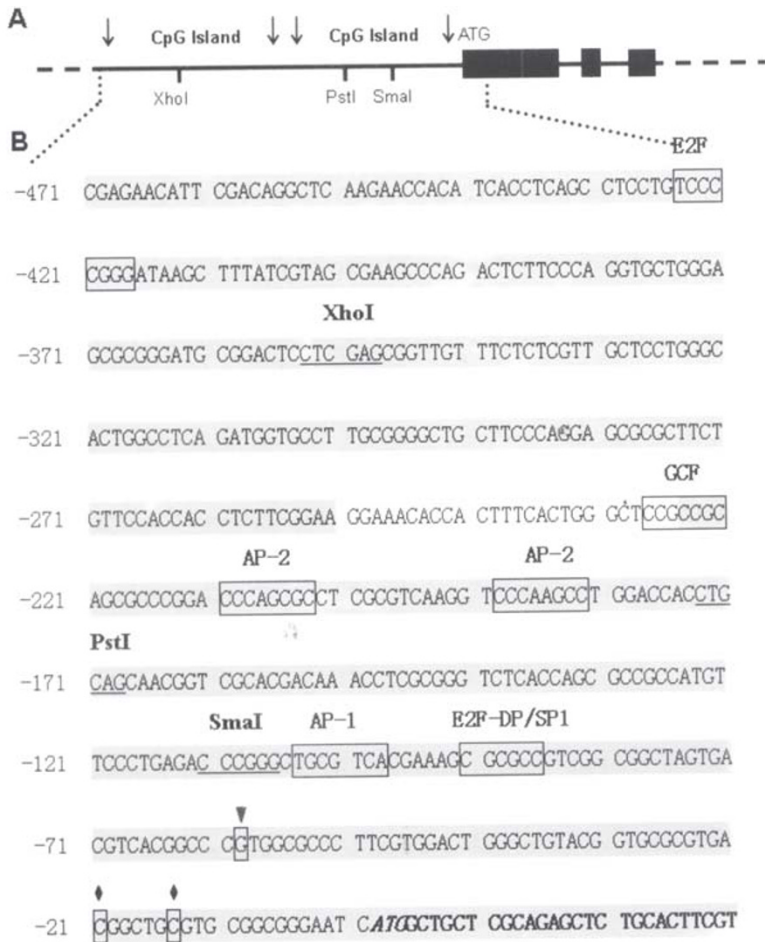 A
CpG Island CpG Island ATG
XhoI PstI SmaI
B
E2F
-471 CGAGAACATT CGACAGGCTC AAGAACCACA TCACCTCAGC CCTCCTGTCCC
-421 CGGGATAAGC TTTATCGTAG CGAAGCCCAG ACTCTTCCCA GGTGCTGGGA
XhoI
-371 GCGCGGGATG CGGACTCCTC GAGCGGTTGT TTCTCTCGTT GCTCCTGGGC
-321 ACTGGCCTCA GATGGTGCCT TGCGGGGCTG CTTCCCAGGA GCGCGCTTCT
GCF
-271 GTTCCACCAC CTCTTCGGAA GGAAACACCA CTTTCACTGG GCTCCGCCGC
AP-2 AP-2
-221 AGCGCCCGGA CCCAGCGCCT CGCGTCAAGG TCCCAAGCCT GGACCACCTG
PstI
-171 CAGCAACGGT CGCACGACAA ACCTCGCGGG TCTCACCAGC GCCGCCATGT
SmaI AP-1 E2F-DP/SP1
-121 TCCCTGAGAC CCGGGCTGCG TCACGAAAGC GCGCCGTCGG CGGCTAGTGA
-71 CGTCACGGCC CGTGGCGCCC TTCGTGGACT GGGCTGTACG GTGCGCGTGA
-21 CGGCTGCGTG CGGCGGGAAT CATGGCTGCT CGCAGAGCTC TGCACTTCGT